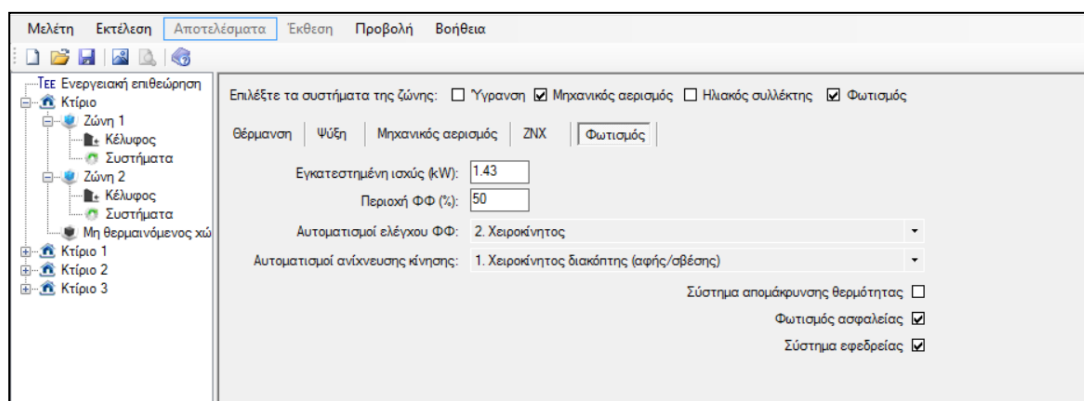 Μελέτη Εκτέλεση Αποτελέσματα Έκθεση Προβολή Βοήθεια
ΤΕΕ Ενεργειακή επιθεώρηση
Κτίριο
Ζώνη 1
Κέλυφος
Συστήματα
Ζώνη 2
Κέλυφος
Συστήματα
Μη θερμαινόμενος χώ
Κτίριο 1
Κτίριο 2
Κτίριο 3
Επιλέξτε τα συστήματα της ζώνης: Ύγρανση Μηχανικός αερισμός Ηλιακός συλλέκτης Φωτισμός
Θέρμανση Ψύξη Μηχανικός αερισμός ΖΝΧ Φωτισμός
Εγκατεστημένη ισχύς (kW): 1.43
Περιοχή ΦΦ (%): 50
Αυτοματισμοί ελέγχου ΦΦ: 2. Χειροκίνητος
Αυτοματισμοί ανίχνευσης κίνησης: 1. Χειροκίνητος διακόπτης (αφής/σβέσης)
Σύστημα απομάκρυνσης θερμότητας
Φωτισμός ασφαλείας
Σύστημα εφεδρείας